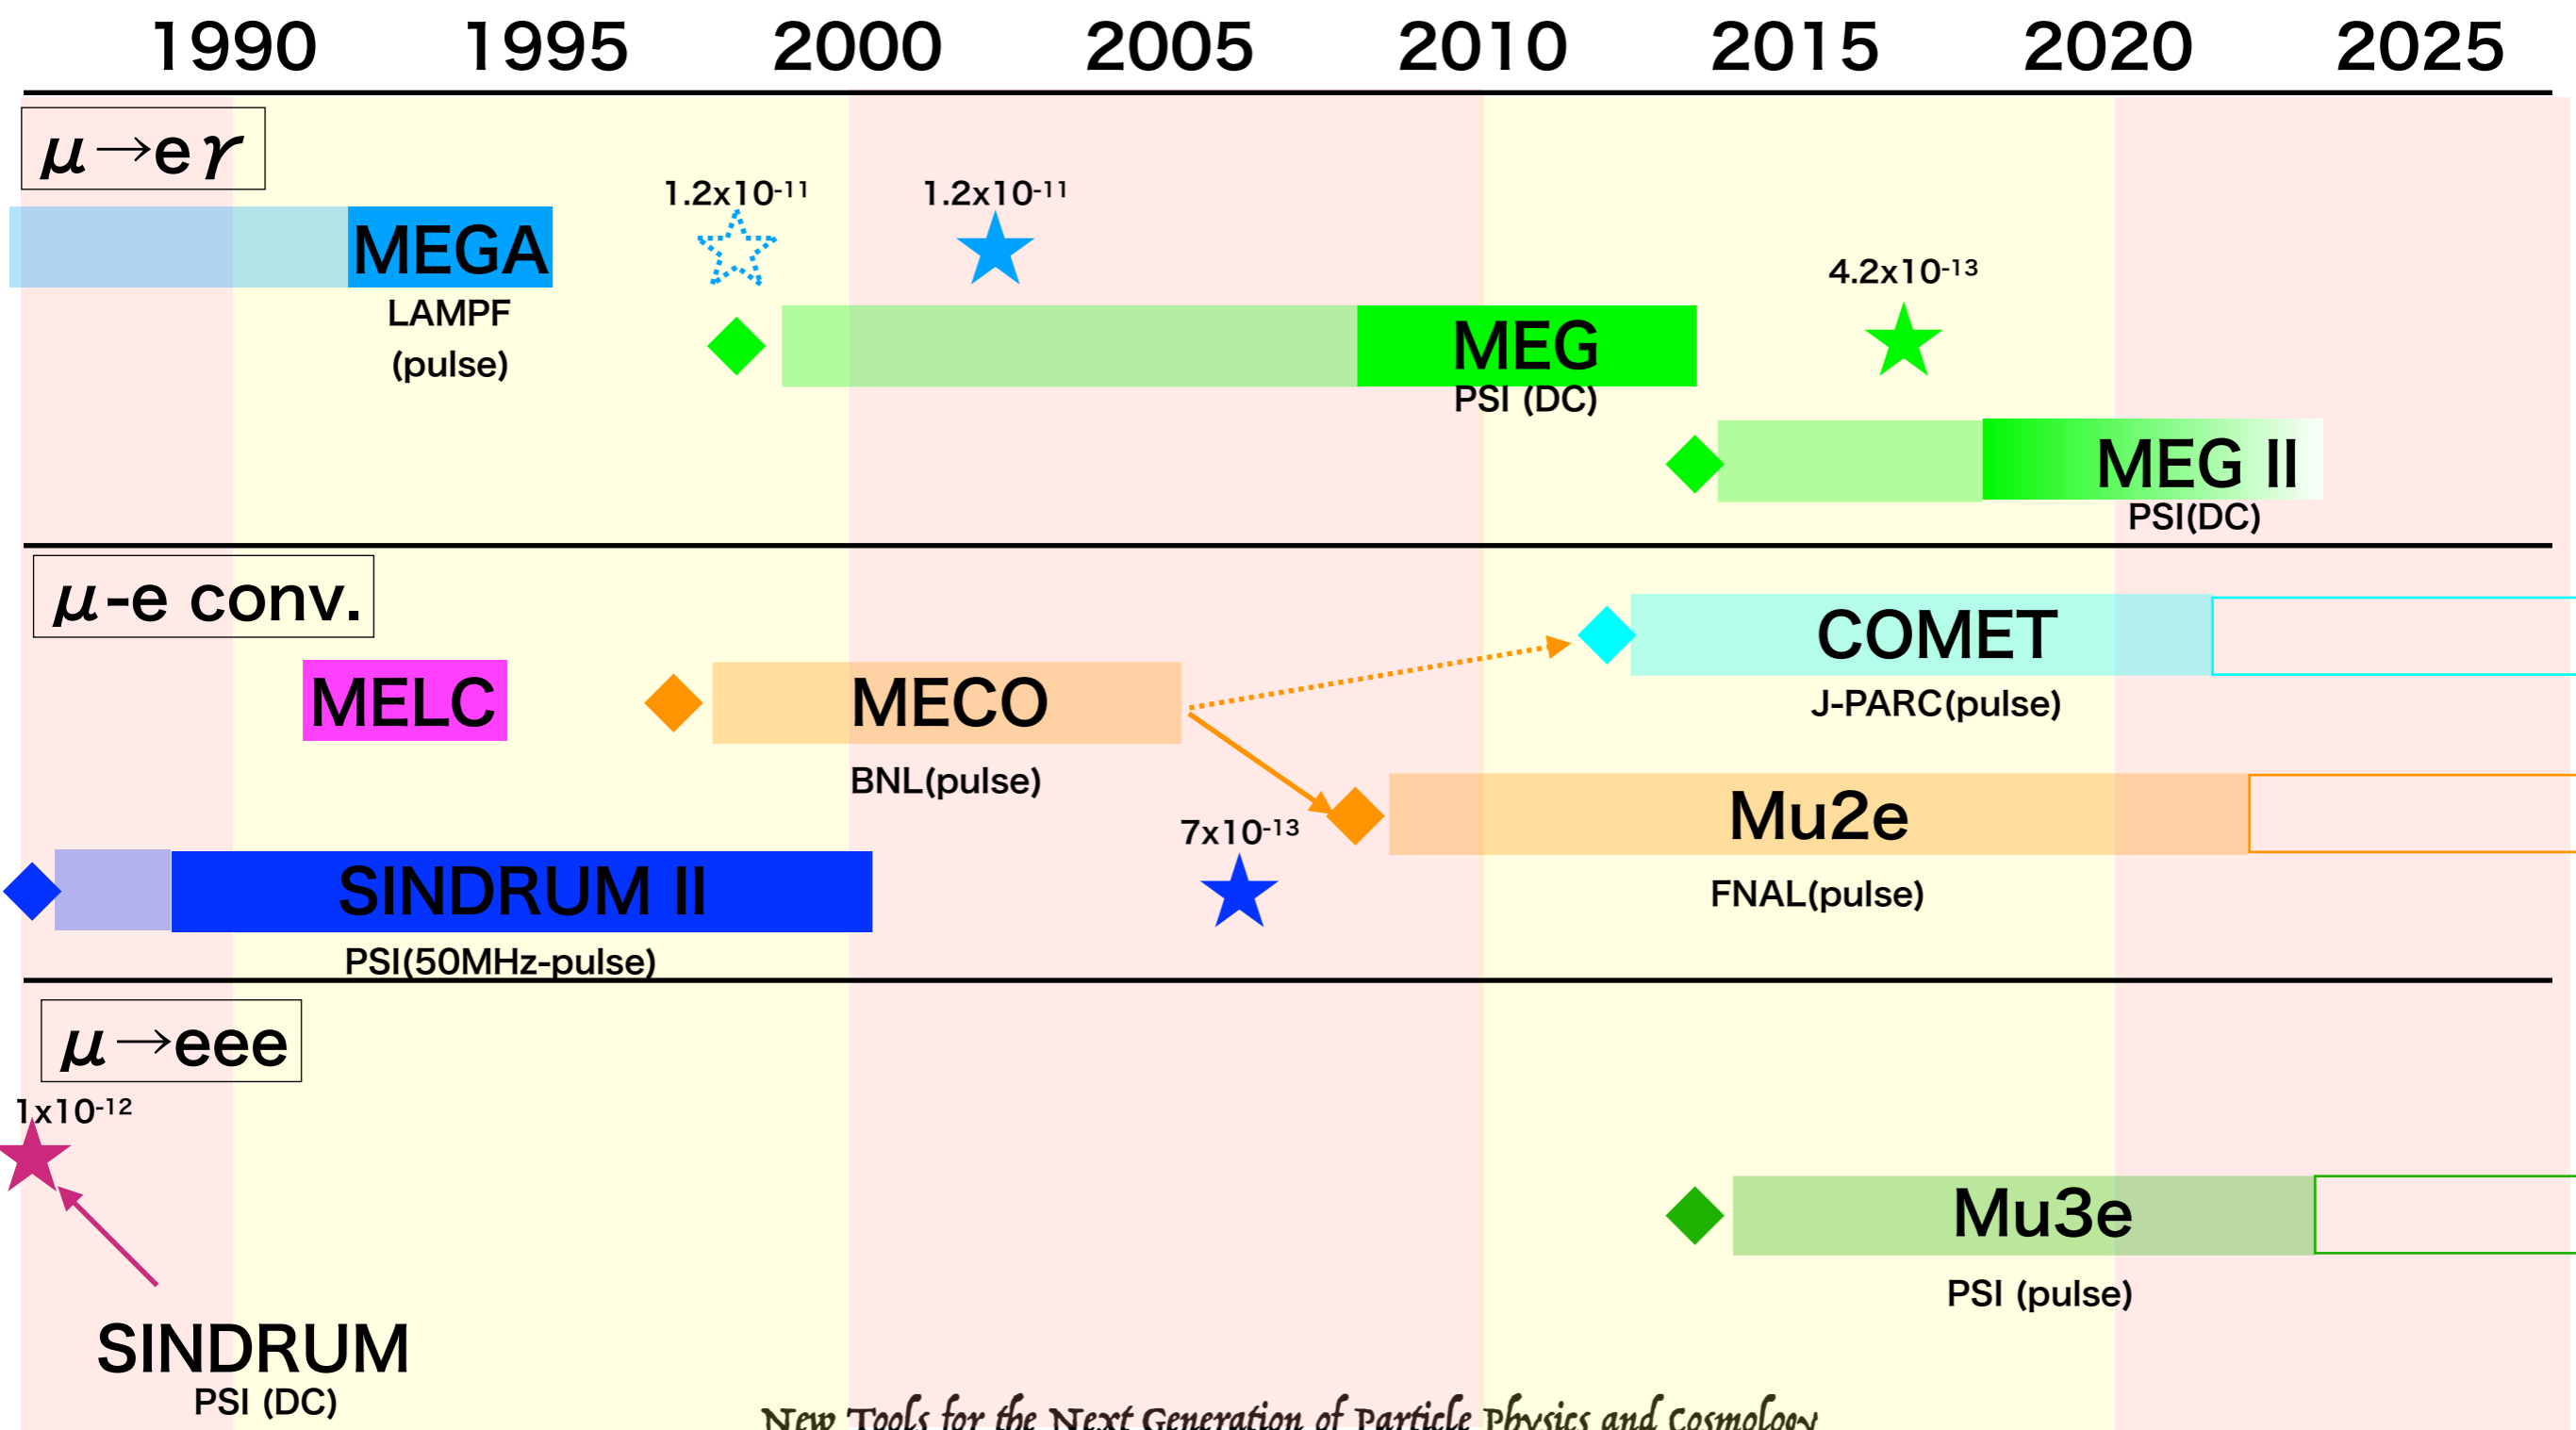 1990 1995 2000 2005 2010 2015 2020 2025
μ→eγ
1.2x10⁻¹¹ 1.2x10⁻¹¹
MEGA
LAMPF
(pulse)
4.2x10⁻¹³
MEG
PSI (DC)
MEG II
PSI(DC)
μ-e conv.
COMET
J-PARC(pulse)
MELC
MECO
BNL(pulse)
Mu2e
FNAL(pulse)
7x10⁻¹³
SINDRUM II
PSI(50MHz-pulse)
μ→eee
1x10⁻¹²
Mu3e
PSI (pulse)
SINDRUM
PSI (DC)
New Tools for the Next Generation of Particle Physics and Cosmology